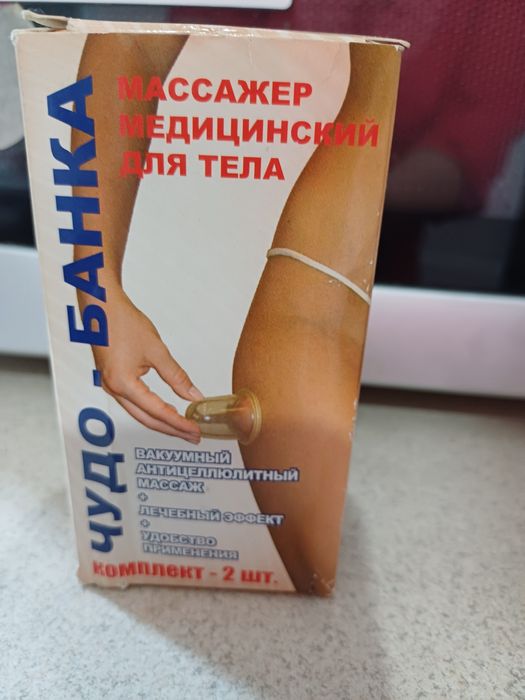 ЧУДО - БАНКА
МАССАЖЕР
МЕДИЦИНСКИЙ
ДЛЯ ТЕЛА
ВАКУУМНЫЙ
АНТИЦЕЛЛЮЛИТНЫЙ
МАССАЖ
+
ЛЕЧЕБНЫЙ ЭФФЕКТ
+
УДОБСТВО
ПРИМЕНЕНИЯ
КОМПЛЕКТ - 2 ШТ.